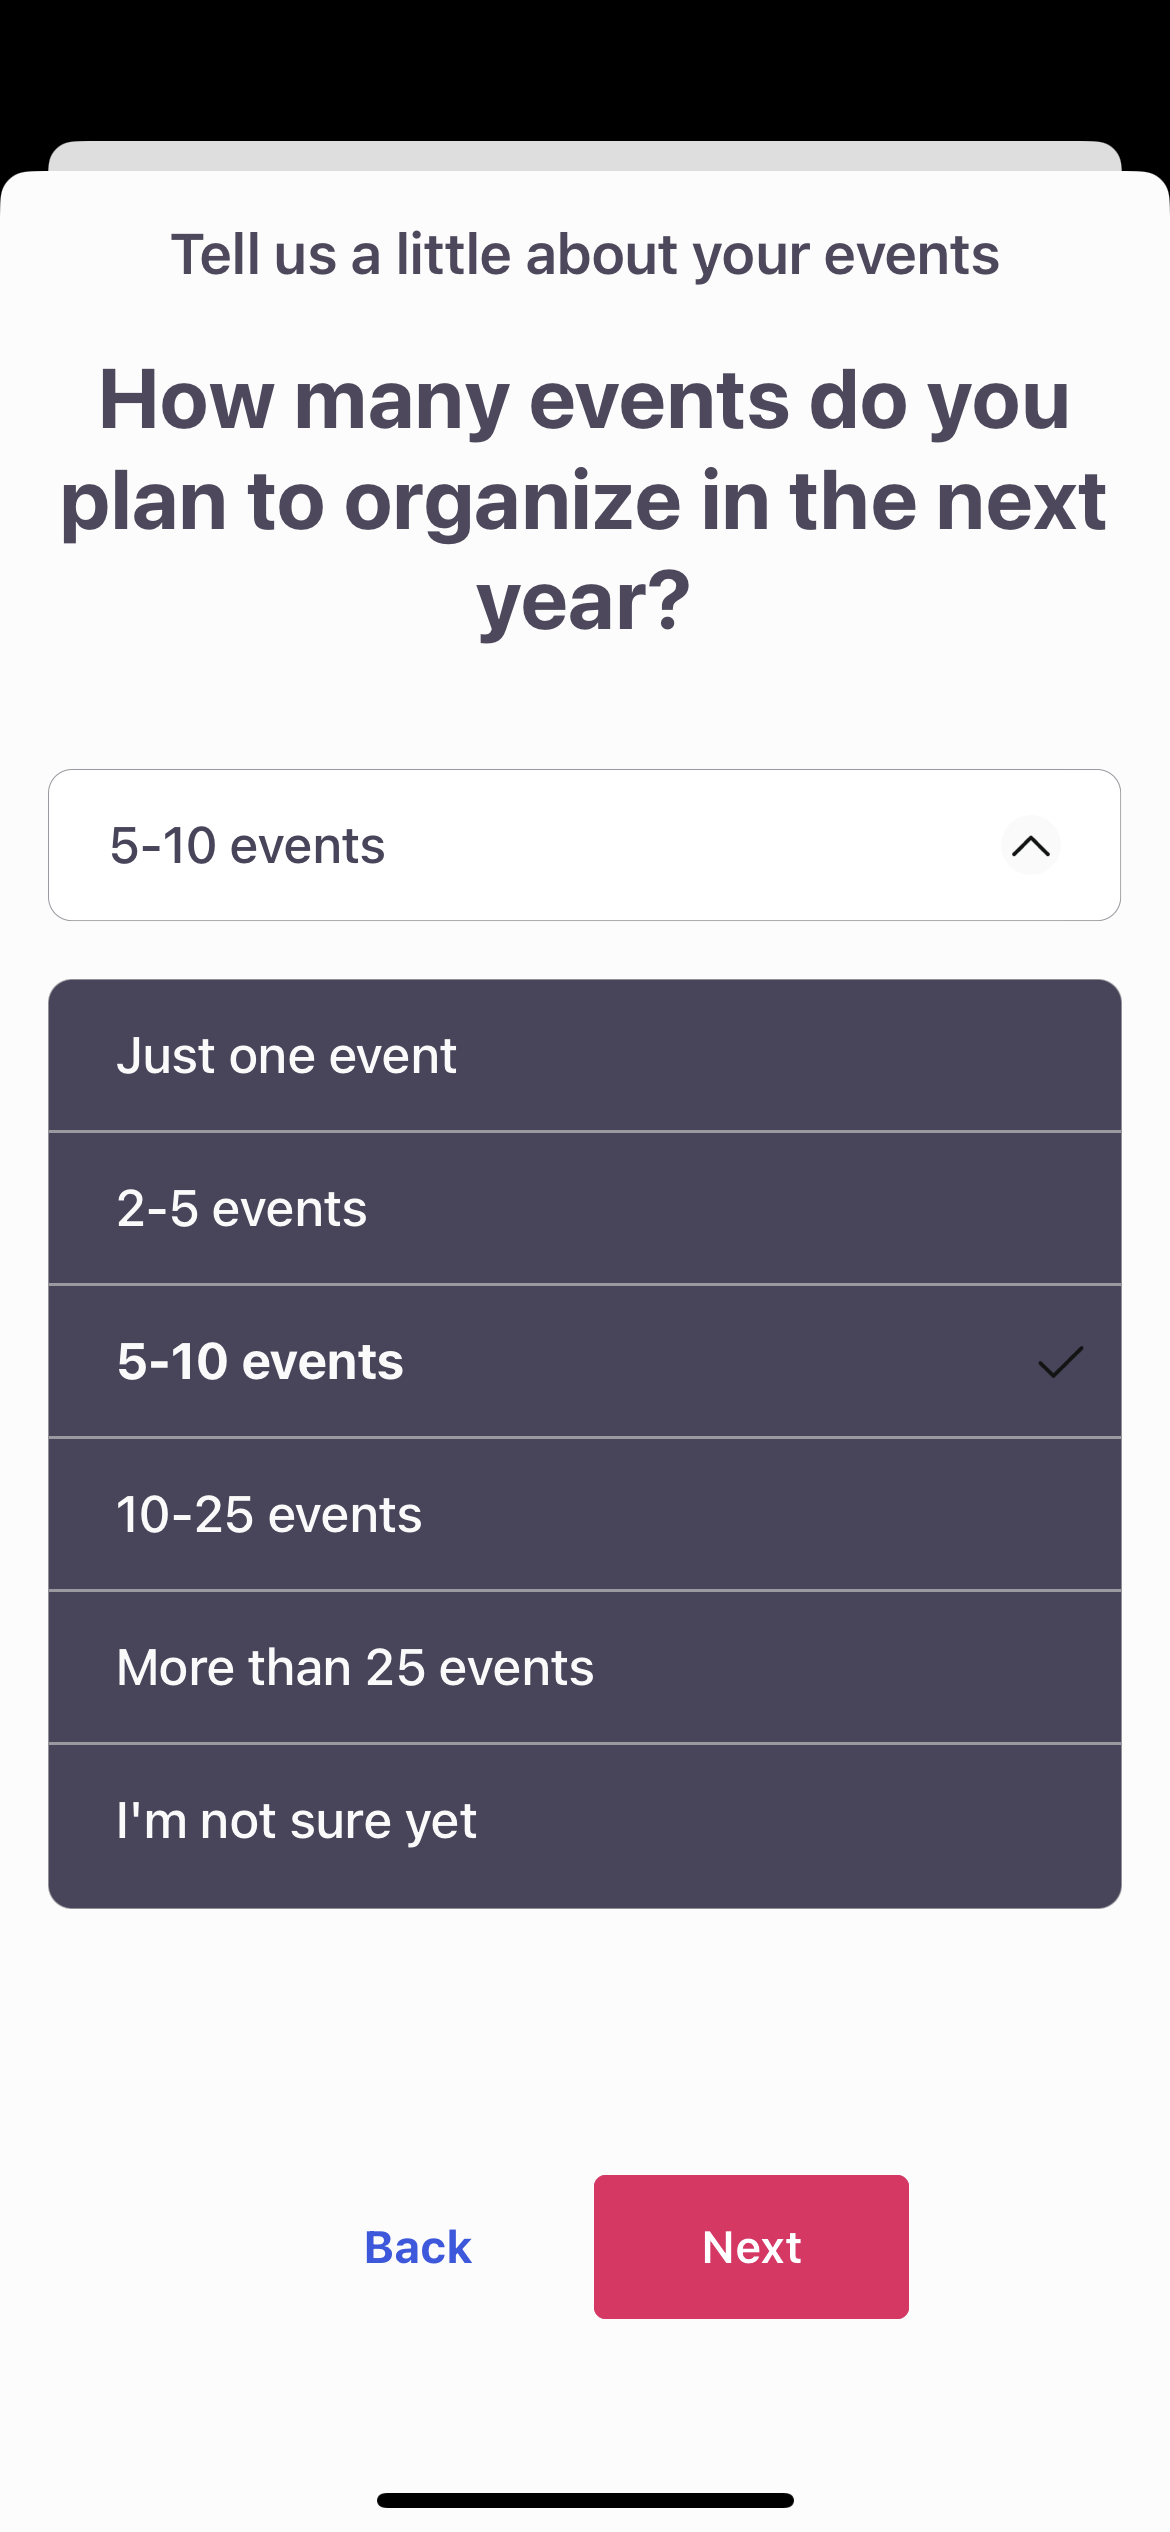 Tell us a little about your events
How many events do you
plan to organize in the next
year?
5-10 events
Just one event
2-5 events
5-10 events
10-25 events
More than 25 events
I'm not sure yet
Back
Next